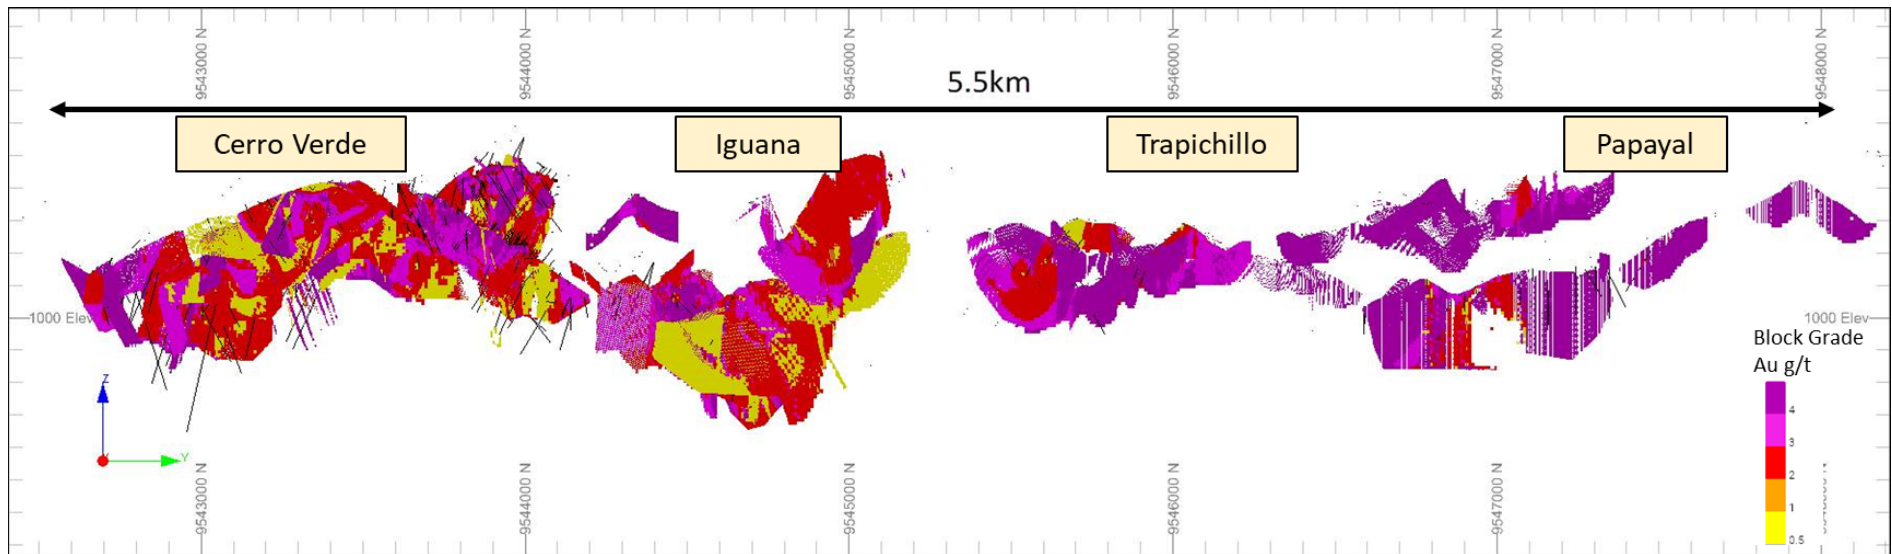 9543000 N
9544000 N
9545000 N
9546000 N
9547000 N
9548000 N
5.5km
Cerro Verde
Iguana
Trapichillo
Papayal
1000 Elev
1000 Elev
Block Grade
Au g/t
4
3
2
1
0.5
Z
Y
9543000 N
9544000 N
9545000 N
9546000 N
9547000 N